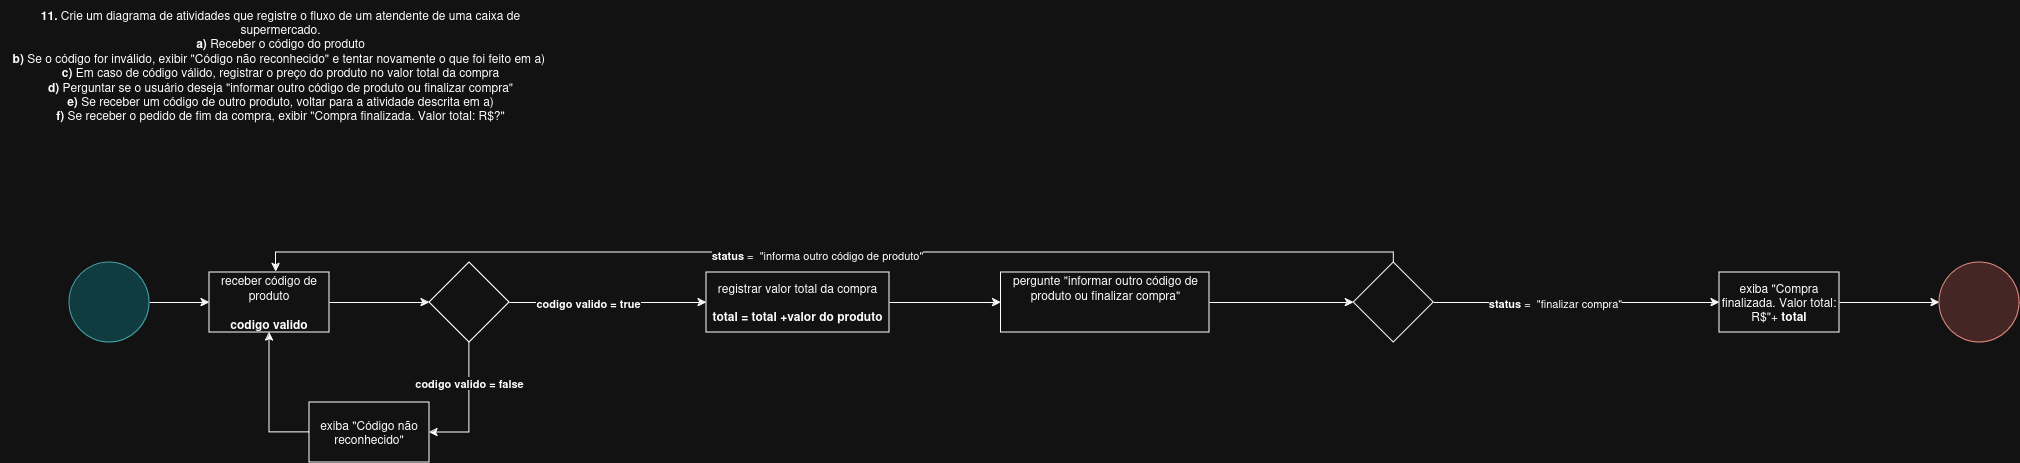 11. Crie um diagrama de atividades que registre o fluxo de um atendente de uma caixa de
supermercado.
a) Receber o código do produto
b) Se o código for inválido, exibir "Código não reconhecido" e tentar novamente o que foi feito em a)
c) Em caso de código válido, registrar o preço do produto no valor total da compra
d) Perguntar se o usuário deseja "informar outro código de produto ou finalizar compra"
e) Se receber um código de outro produto, voltar para a atividade descrita em a)
f) Se receber o pedido de fim da compra, exibir "Compra finalizada. Valor total: R$?"
status = "informa outro código de produto"
receber código de
produto
codigo valido
codigo valido = true
registrar valor total da compra
total = total +valor do produto
pergunte "informar outro código de
produto ou finalizar compra"
status = "finalizar compra"
exiba "Compra
finalizada. Valor total:
R$"+ total
codigo valido = false
exiba "Código não
reconhecido"